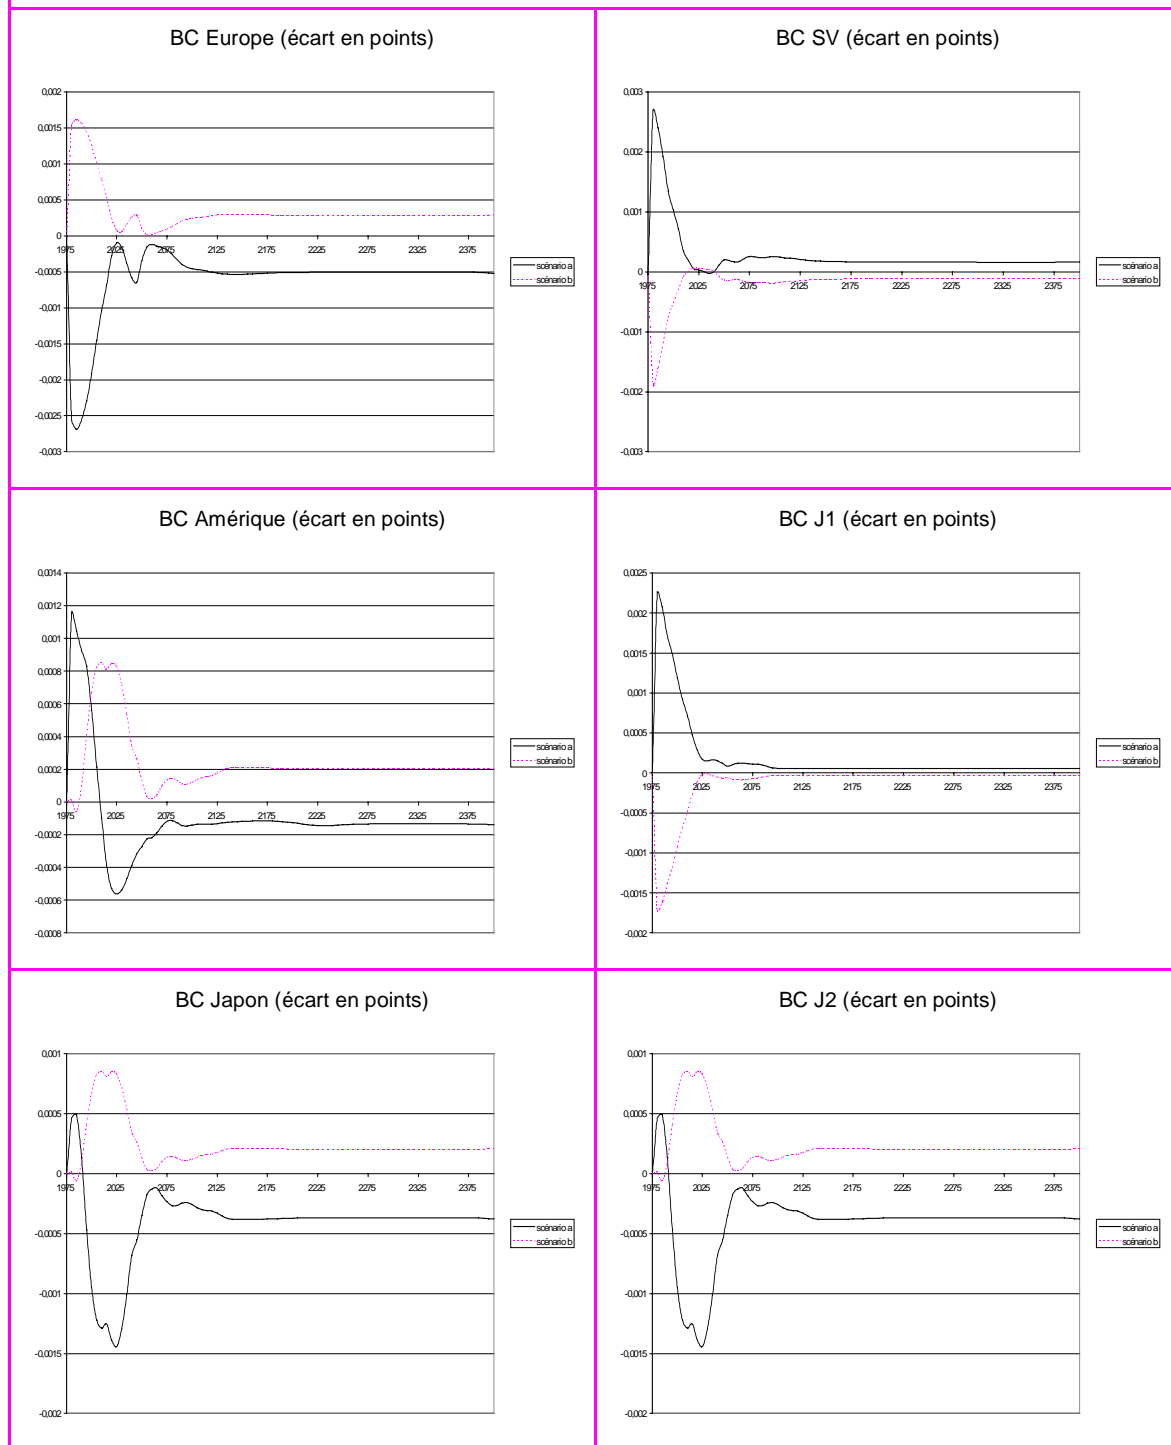 BC Europe (écart en points)
0,002
0,0015
0,001
0,0005
0
-0,0005
-0,001
-0,0015
-0,002
-0,0025
-0,003
1975 2025 2075 2125 2175 2225 2275 2325 2375
scénario a
scénario b
BC SV (écart en points)
0,003
0,002
0,001
0
-0,001
-0,002
-0,003
1975 2025 2075 2125 2175 2225 2275 2325 2375
scénario a
scénario b
BC Amérique (écart en points)
0,0014
0,0012
0,001
0,0008
0,0006
0,0004
0,0002
0
-0,0002
-0,0004
-0,0006
-0,0008
1975 2025 2075 2125 2175 2225 2275 2325 2375
scénario a
scénario b
BC J1 (écart en points)
0,0025
0,002
0,0015
0,001
0,0005
0
-0,0005
-0,001
-0,0015
-0,002
1975 2025 2075 2125 2175 2225 2275 2325 2375
scénario a
scénario b
BC Japon (écart en points)
0,001
0,0005
0
-0,0005
-0,001
-0,0015
-0,002
1975 2025 2075 2125 2175 2225 2275 2325 2375
scénario a
scénario b
BC J2 (écart en points)
0,001
0,0005
0
-0,0005
-0,001
-0,0015
-0,002
1975 2025 2075 2125 2175 2225 2275 2325 2375
scénario a
scénario b